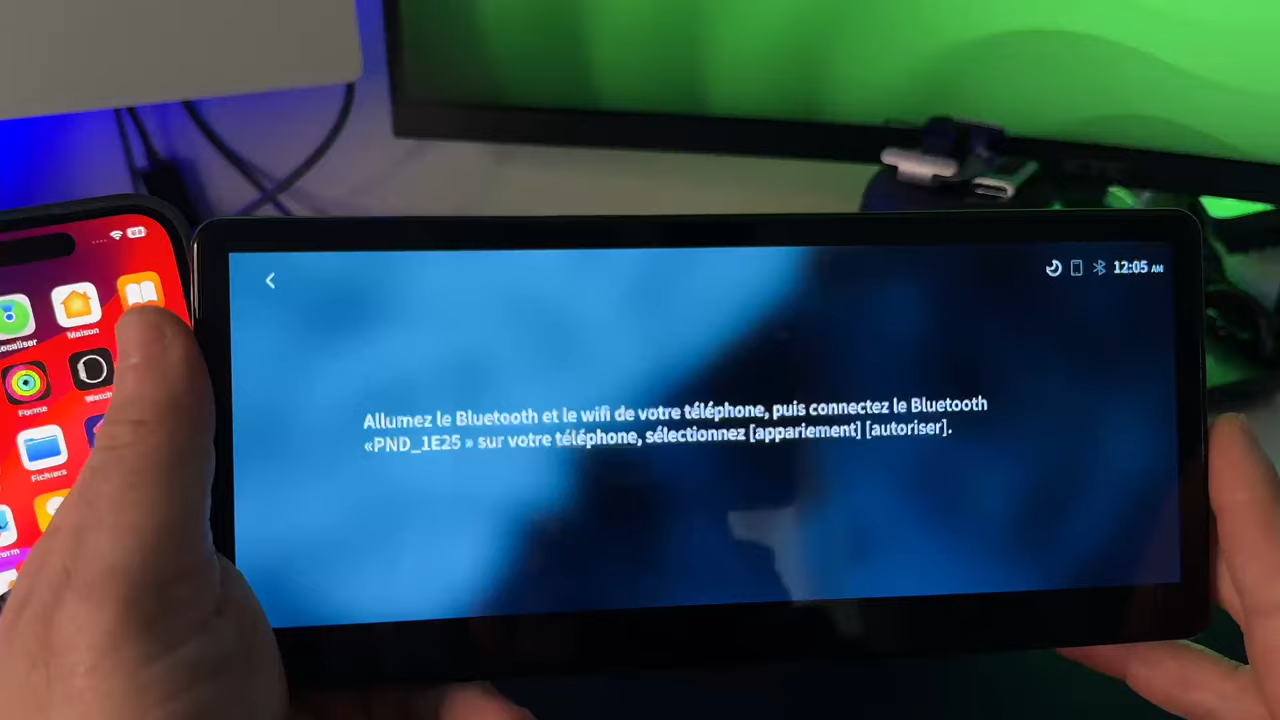 12:05 AM
Allumez le Bluetooth et le wifi de votre téléphone, puis connectez le Bluetooth
«PND_1E25 » sur votre téléphone, sélectionnez [appariement] [autoriser].
Localiser
Maison
Forme
Watch
Fichiers